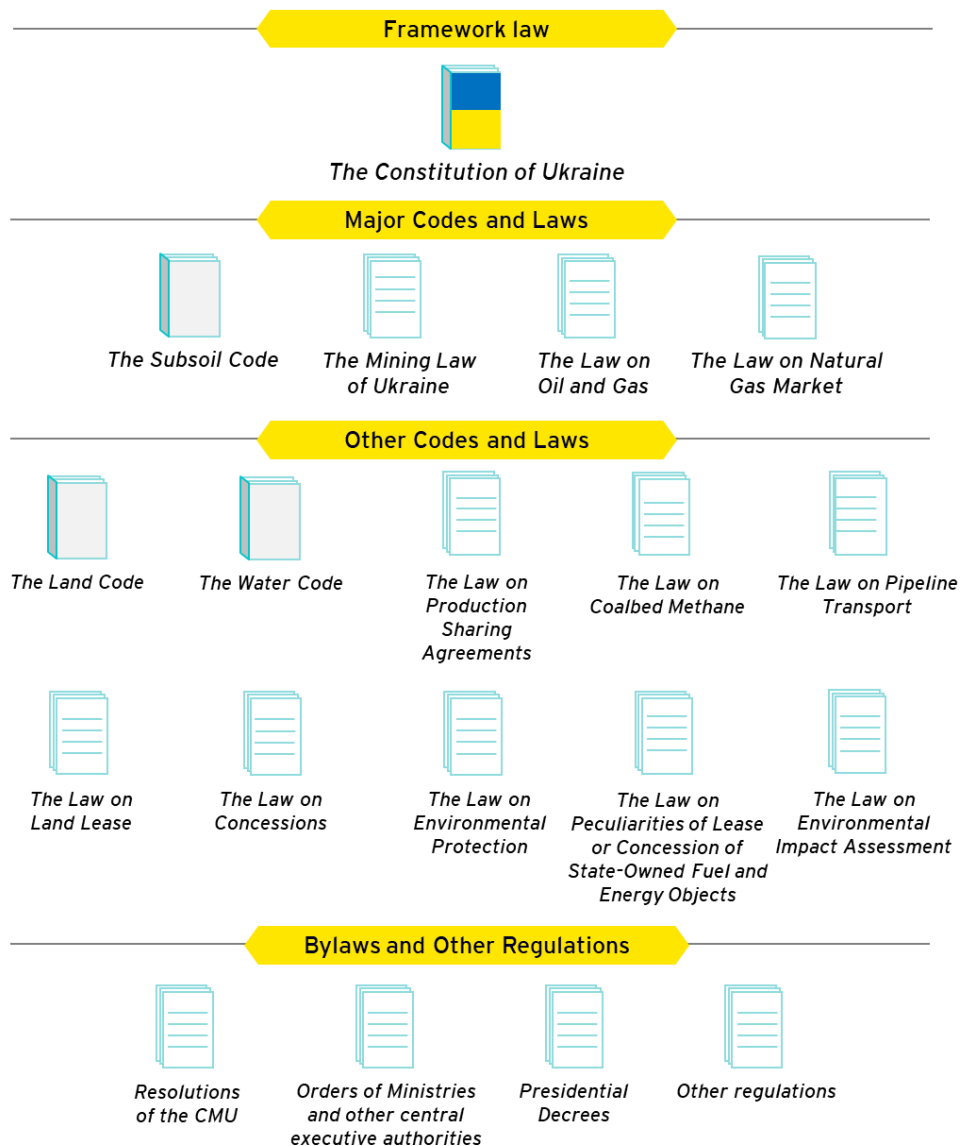 Framework law
The Constitution of Ukraine
Major Codes and Laws
The Subsoil Code
The Mining Law
of Ukraine
The Law on
Oil and Gas
The Law on Natural
Gas Market
Other Codes and Laws
The Land Code
The Water Code
The Law on
Production
Sharing
Agreements
The Law on
Coalbed Methane
The Law on Pipeline
Transport
The Law on
Land Lease
The Law on
Concessions
The Law on
Environmental
Protection
The Law on
Peculiarities of Lease
or Concession of
State-Owned Fuel and
Energy Objects
The Law on
Environmental
Impact Assessment
Bylaws and Other Regulations
Resolutions
of the CMU
Orders of Ministries
and other central
executive authorities
Presidential
Decrees
Other regulations